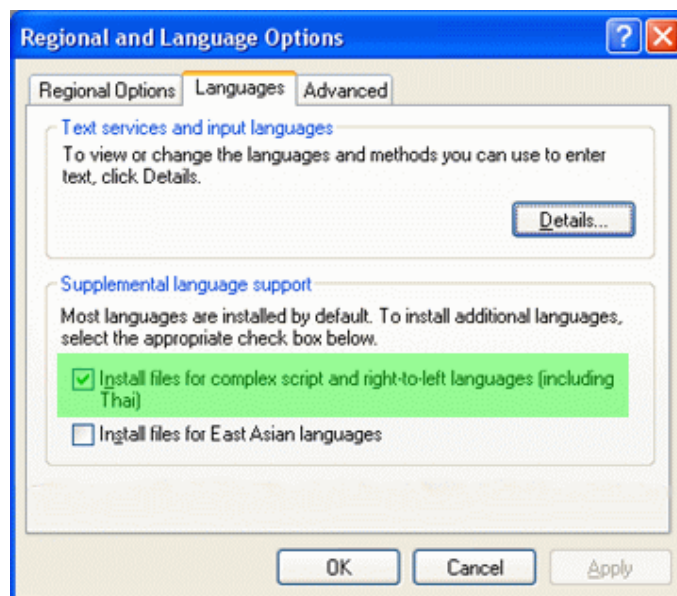 Regional and Language Options
Regional Options Languages Advanced
Text services and input languages
To view or change the languages and methods you can use to enter
text, click Details.
Details...
Supplemental language support
Most languages are installed by default. To install additional languages,
select the appropriate check box below.
Install files for complex script and right-to-left languages (including
Thai)
Install files for East Asian languages
OK Cancel Apply